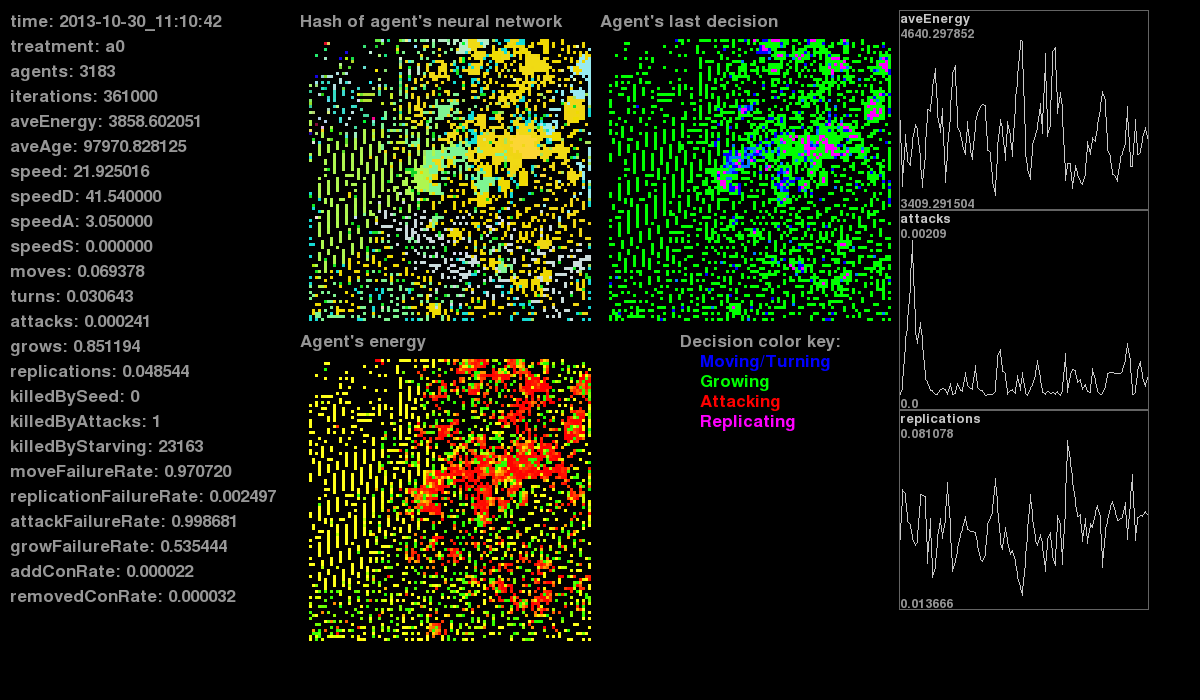 time: 2013-10-30_11:10:42
treatment: a0
agents: 3183
iterations: 361000
aveEnergy: 3858.602051
aveAge: 97970.828125
speed: 21.925016
speedD: 41.540000
speedA: 3.050000
speedS: 0.000000
moves: 0.069378
turns: 0.030643
attacks: 0.000241
grows: 0.851194
replications: 0.048544
killedBySeed: 0
killedByAttacks: 1
killedByStarving: 23163
moveFailureRate: 0.970720
replicationFailureRate: 0.002497
attackFailureRate: 0.998681
growFailureRate: 0.535444
addConRate: 0.000022
removedConRate: 0.000032
Hash of agent's neural network
Agent's last decision
Agent's energy
Decision color key:
Moving/Turning
Growing
Attacking
Replicating
aveEnergy
4640.297852
3409.291504
attacks
0.00209
0.0
replications
0.081078
0.013666